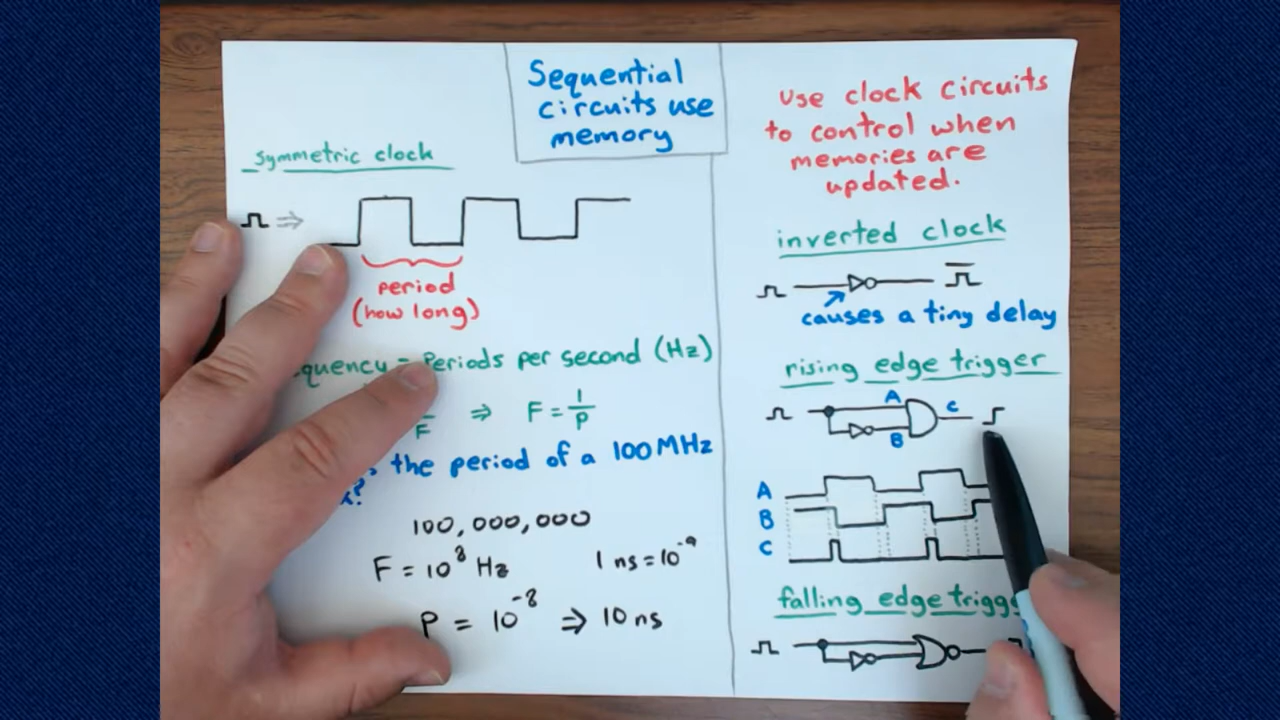 Sequential
circuits use
memory
symmetric clock
period
(how long)
Periods per second (Hz)
F ⇒ F = 1/P
the period of a 100 MHz
100,000,000
F = 10^8 Hz
1 ns = 10^-9
P = 10^-8 ⇒ 10 ns
Use clock circuits
to control when
memories are
updated.
inverted clock
causes a tiny delay
rising edge trigger
A
C
B
A
B
C
falling edge